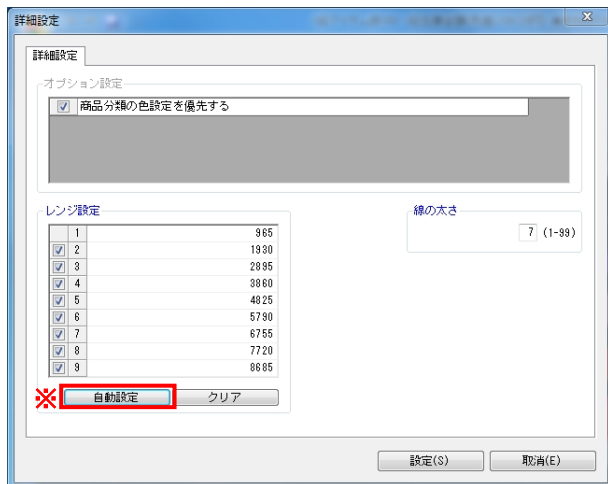 詳細設定
詳細設定
オプション設定
商品分類の色設定を優先する
レンジ設定
1 965
2 1930
3 2895
4 3860
5 4825
6 5790
7 6755
8 7720
9 8685
※ 自動設定 クリア
線の太さ
7 (1-99)
設定(S) 取消(E)